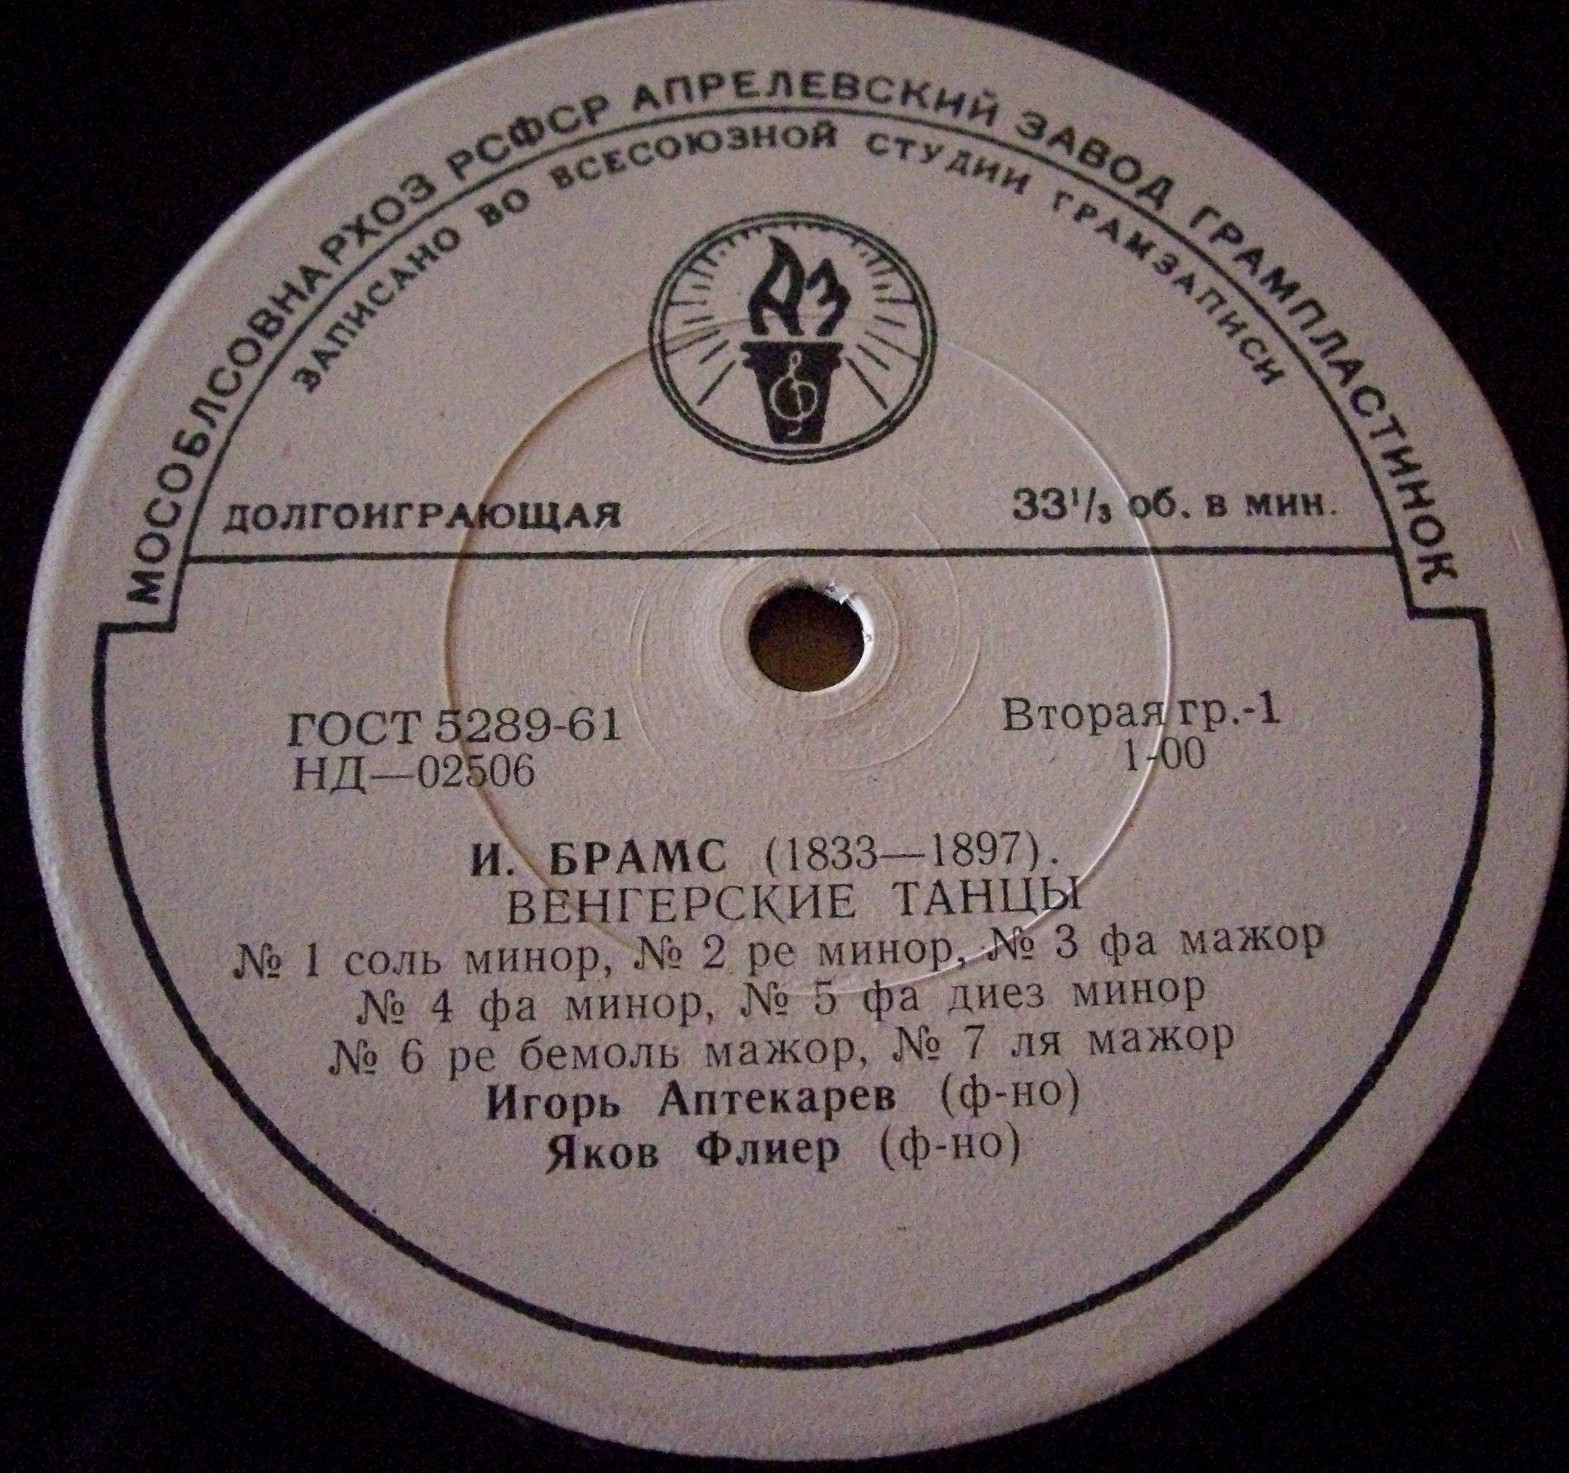 МОСОБЛСОВНАРХОЗ РСФСР АПРЕЛЕВСКИЙ ЗАВОД ГРАМПЛАСТИНОК
ЗАПИСАНО ВО ВСЕСОЮЗНОЙ СТУДИИ ГРАМЗАПИСИ
АЗ
ДОЛГОИГРАЮЩАЯ 33¹/₃ об. в мин.
ГОСТ 5289-61 Вторая гр.-1
НД—02506 1-00
И. БРАМС (1833—1897).
ВЕНГЕРСКИЕ ТАНЦЫ
№ 1 соль минор, № 2 ре минор, № 3 фа мажор
№ 4 фа минор, № 5 фа диез минор
№ 6 ре бемоль мажор, № 7 ля мажор
Игорь Аптекарев (ф-но)
Яков Флиер (ф-но)